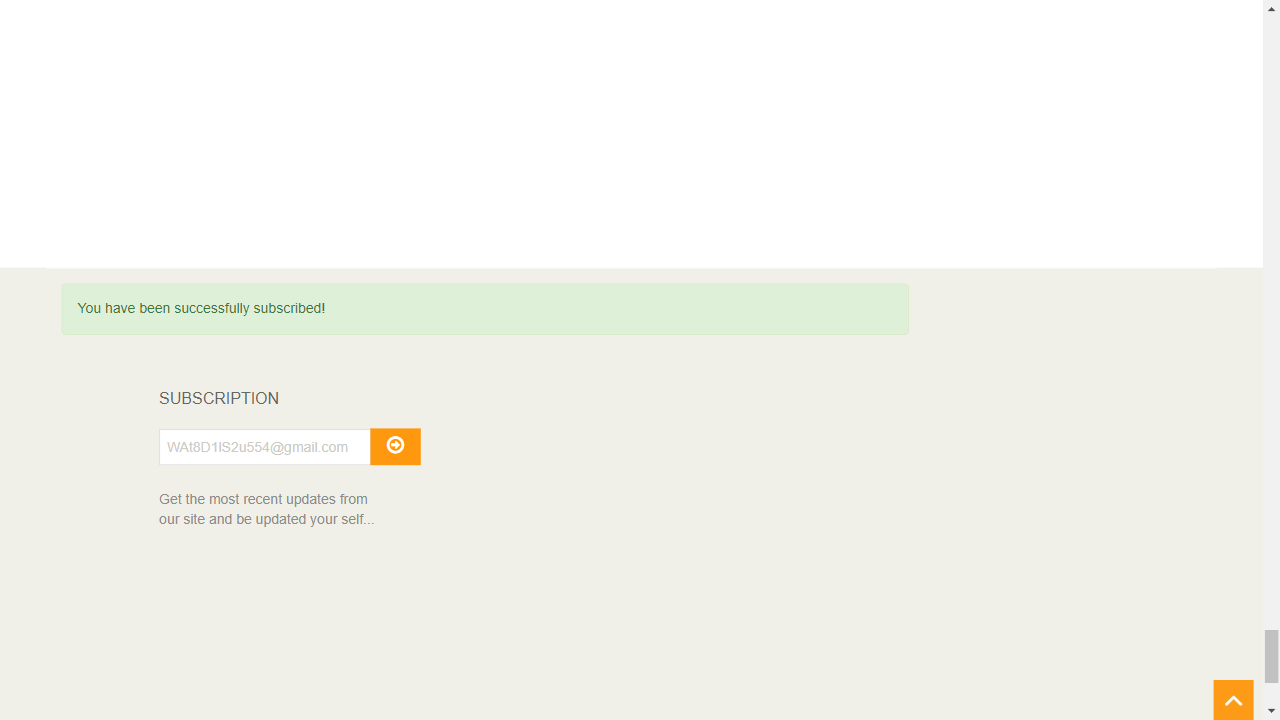 You have been successfully subscribed!
SUBSCRIPTION
WAt8D1lS2u554@gmail.com
Get the most recent updates from
our site and be updated your self...